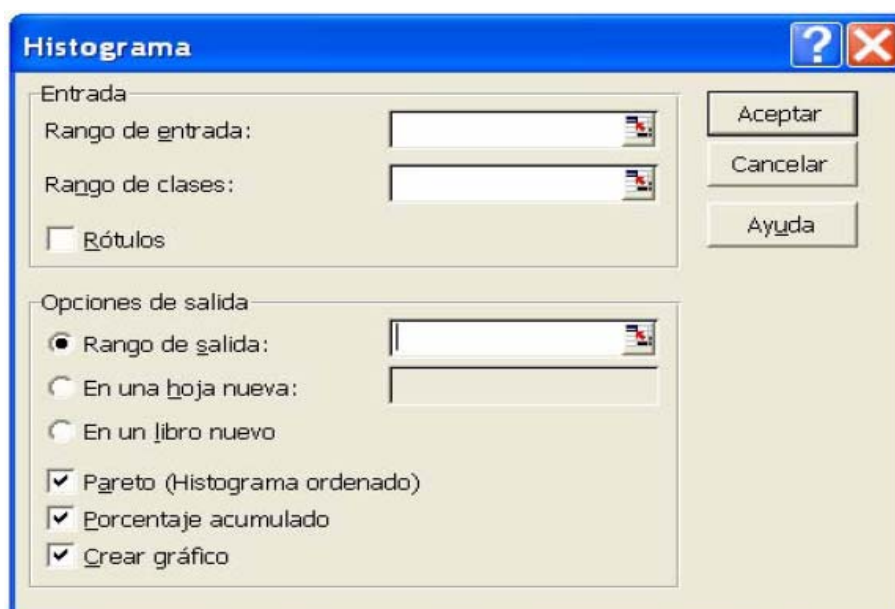 Histograma
Entrada
Rango de entrada:
Rango de clases:
Rótulos
Aceptar
Cancelar
Ayuda
Opciones de salida
Rango de salida:
En una hoja nueva:
En un libro nuevo
Pareto (Histograma ordenado)
Porcentaje acumulado
Crear gráfico